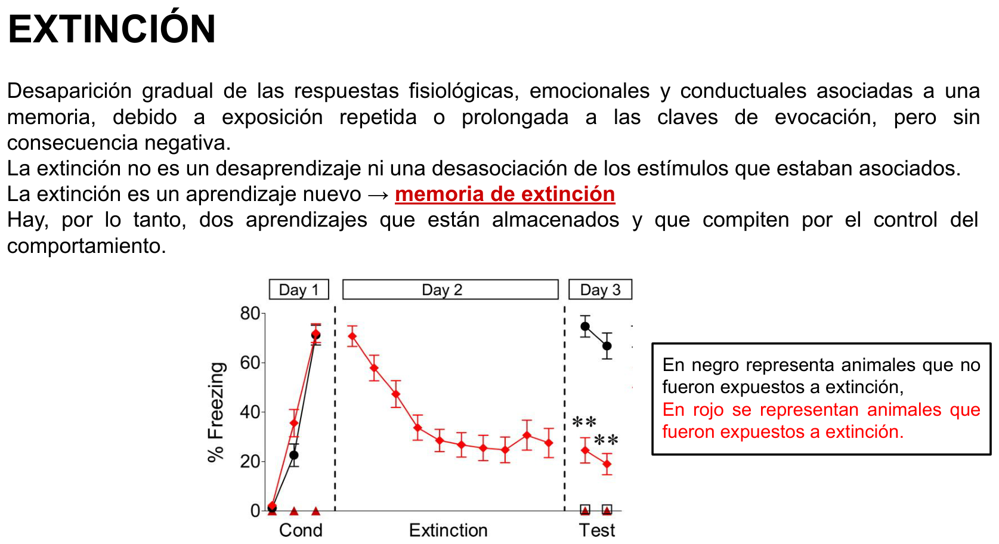 EXTINCIÓN
Desaparición gradual de las respuestas fisiológicas, emocionales y conductuales asociadas a una
memoria, debido a exposición repetida o prolongada a las claves de evocación, pero sin
consecuencia negativa.
La extinción no es un desaprendizaje ni una desasociación de los estímulos que estaban asociados.
La extinción es un aprendizaje nuevo → memoria de extinción
Hay, por lo tanto, dos aprendizajes que están almacenados y que compiten por el control del
comportamiento.
Day 1
Day 2
Day 3
% Freezing
80
60
40
20
0
**
**
Cond
Extinction
Test
En negro representa animales que no
fueron expuestos a extinción,
En rojo se representan animales que
fueron expuestos a extinción.